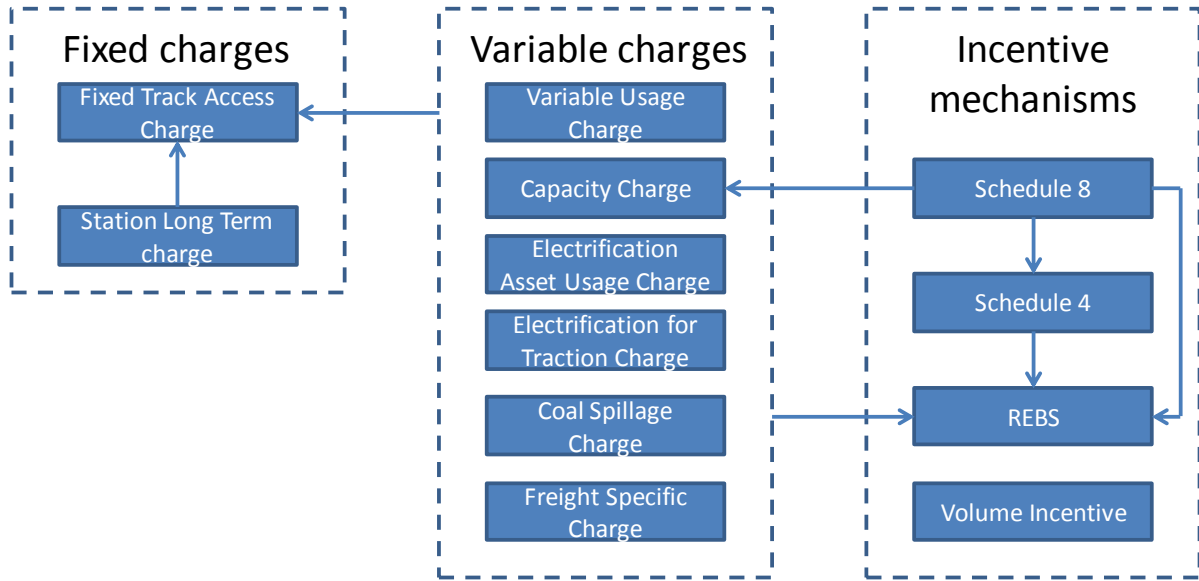 Fixed charges
Fixed Track Access
Charge
Station Long Term
charge
Variable charges
Variable Usage
Charge
Capacity Charge
Electrification
Asset Usage Charge
Electrification for
Traction Charge
Coal Spillage
Charge
Freight Specific
Charge
Incentive
mechanisms
Schedule 8
Schedule 4
REBS
Volume Incentive